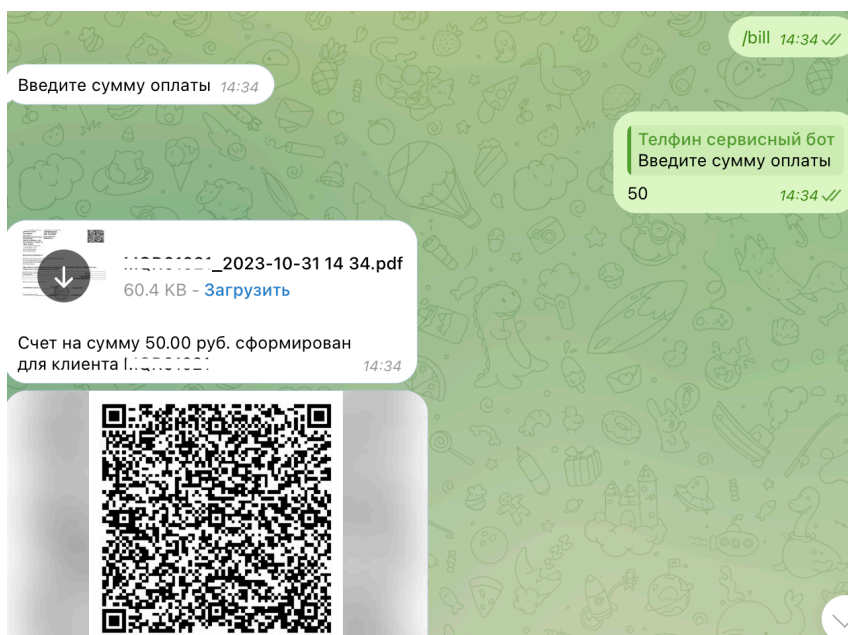 /bill 14:34
Введите сумму оплаты 14:34
Телфин сервисный бот
Введите сумму оплаты
50 14:34
_2023-10-31 14 34.pdf
60.4 KB - Загрузить
Счет на сумму 50.00 руб. сформирован
для клиента
14:34